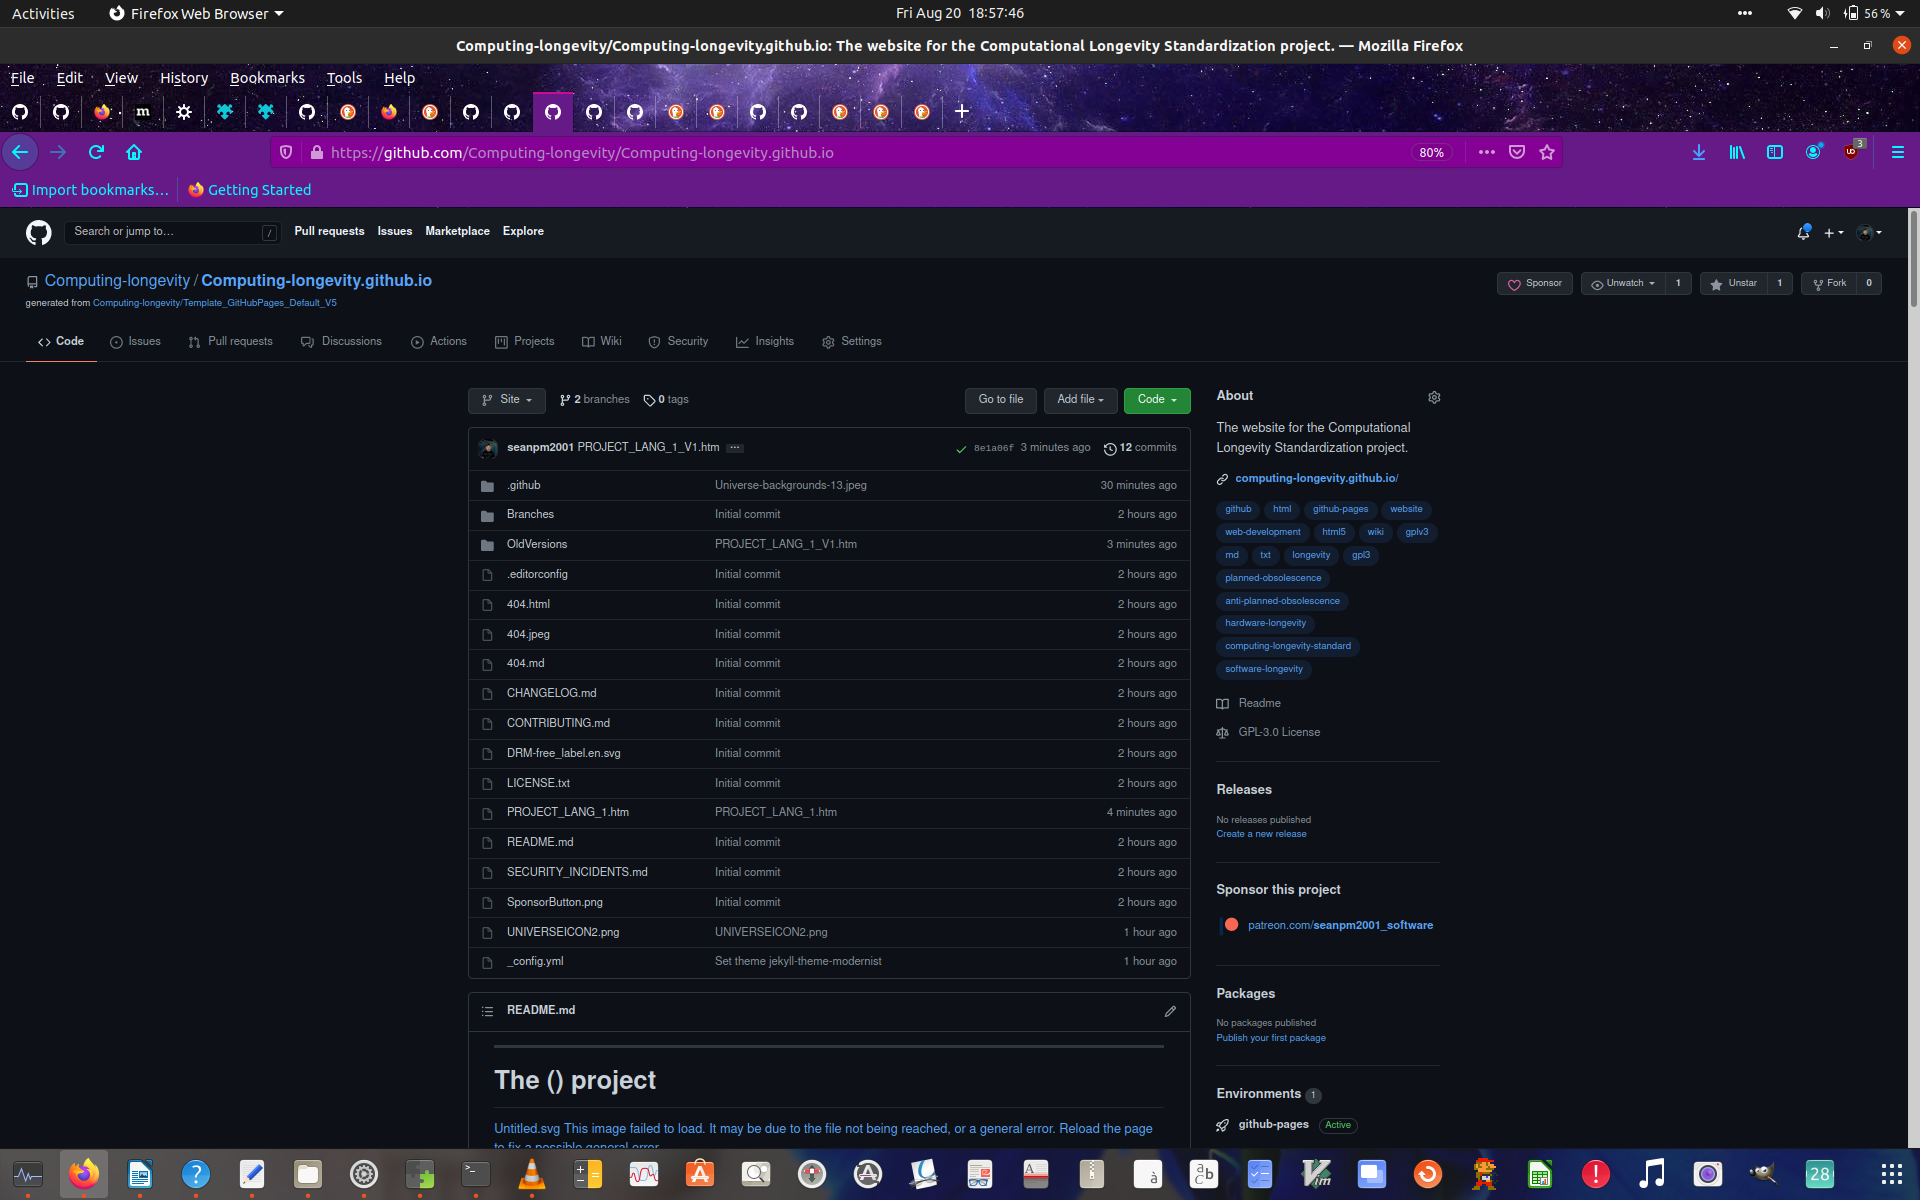 Activities
Firefox Web Browser
Fri Aug 20 18:57:46
56 %
Computing-longevity/Computing-longevity.github.io: The website for the Computational Longevity Standardization project. — Mozilla Firefox
File Edit View History Bookmarks Tools Help
https://github.com/Computing-longevity/Computing-longevity.github.io
80%
3
Import bookmarks…
Getting Started
Search or jump to…
/
Pull requests Issues Marketplace Explore
Computing-longevity / Computing-longevity.github.io
generated from Computing-longevity/Template_GitHubPages_Default_V5
Sponsor
Unwatch 1
Unstar 1
Fork 0
Code
Issues
Pull requests
Discussions
Actions
Projects
Wiki
Security
Insights
Settings
Site
2 branches
0 tags
Go to file
Add file
Code
seanpm2001 PROJECT_LANG_1_V1.htm
8e1a06f 3 minutes ago
12 commits
.github Universe-backgrounds-13.jpeg 30 minutes ago
Branches Initial commit 2 hours ago
OldVersions PROJECT_LANG_1_V1.htm 3 minutes ago
.editorconfig Initial commit 2 hours ago
404.html Initial commit 2 hours ago
404.jpeg Initial commit 2 hours ago
404.md Initial commit 2 hours ago
CHANGELOG.md Initial commit 2 hours ago
CONTRIBUTING.md Initial commit 2 hours ago
DRM-free_label.en.svg Initial commit 2 hours ago
LICENSE.txt Initial commit 2 hours ago
PROJECT_LANG_1.htm PROJECT_LANG_1.htm 4 minutes ago
README.md Initial commit 2 hours ago
SECURITY_INCIDENTS.md Initial commit 2 hours ago
SponsorButton.png Initial commit 2 hours ago
UNIVERSEICON2.png UNIVERSEICON2.png 1 hour ago
_config.yml Set theme jekyll-theme-modernist 1 hour ago
README.md
The () project
Untitled.svg This image failed to load. It may be due to the file not being reached, or a general error. Reload the page
to fix a possible general error.
About
The website for the Computational
Longevity Standardization project.
computing-longevity.github.io/
github html github-pages website
web-development html5 wiki gplv3
md txt longevity gpl3
planned-obsolescence
anti-planned-obsolescence
hardware-longevity
computing-longevity-standard
software-longevity
Readme
GPL-3.0 License
Releases
No releases published
Create a new release
Sponsor this project
patreon.com/seanpm2001_software
Packages
No packages published
Publish your first package
Environments 1
github-pages Active
28